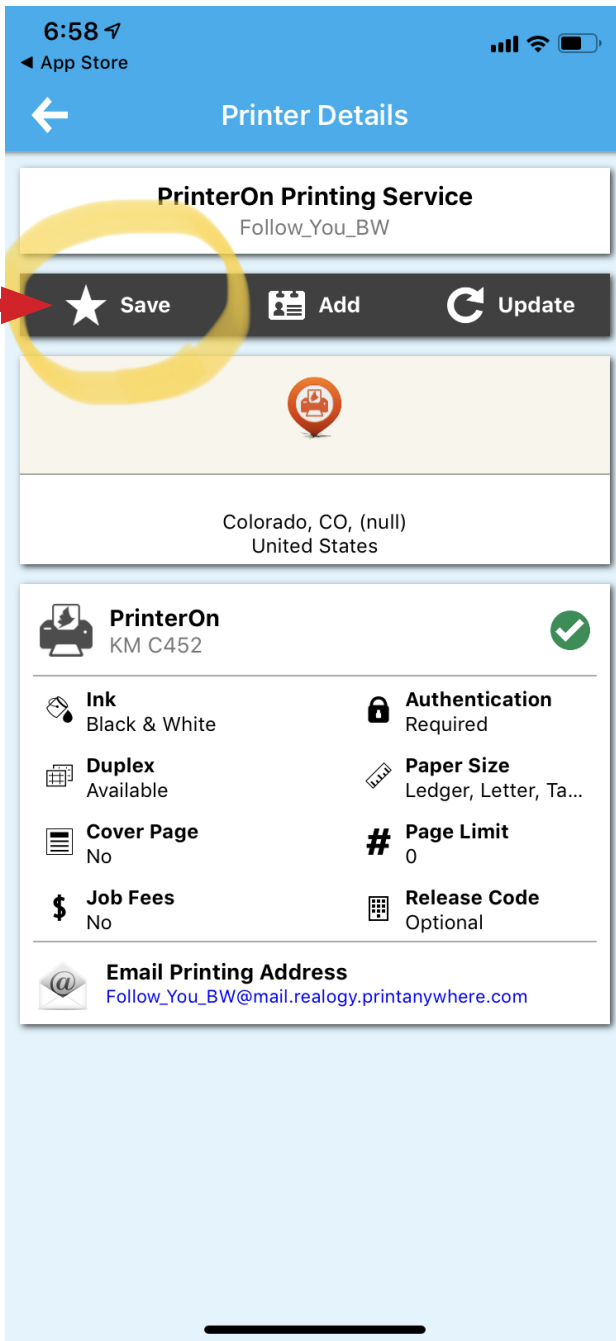 6:58
◀ App Store
Printer Details
PrinterOn Printing Service
Follow_You_BW
Save
Add
Update
Colorado, CO, (null)
United States
PrinterOn
KM C452
Ink
Black & White
Authentication
Required
Duplex
Available
Paper Size
Ledger, Letter, Ta...
Cover Page
No
# Page Limit
0
$ Job Fees
No
Release Code
Optional
@ Email Printing Address
Follow_You_BW@mail.realogy.printanywhere.com